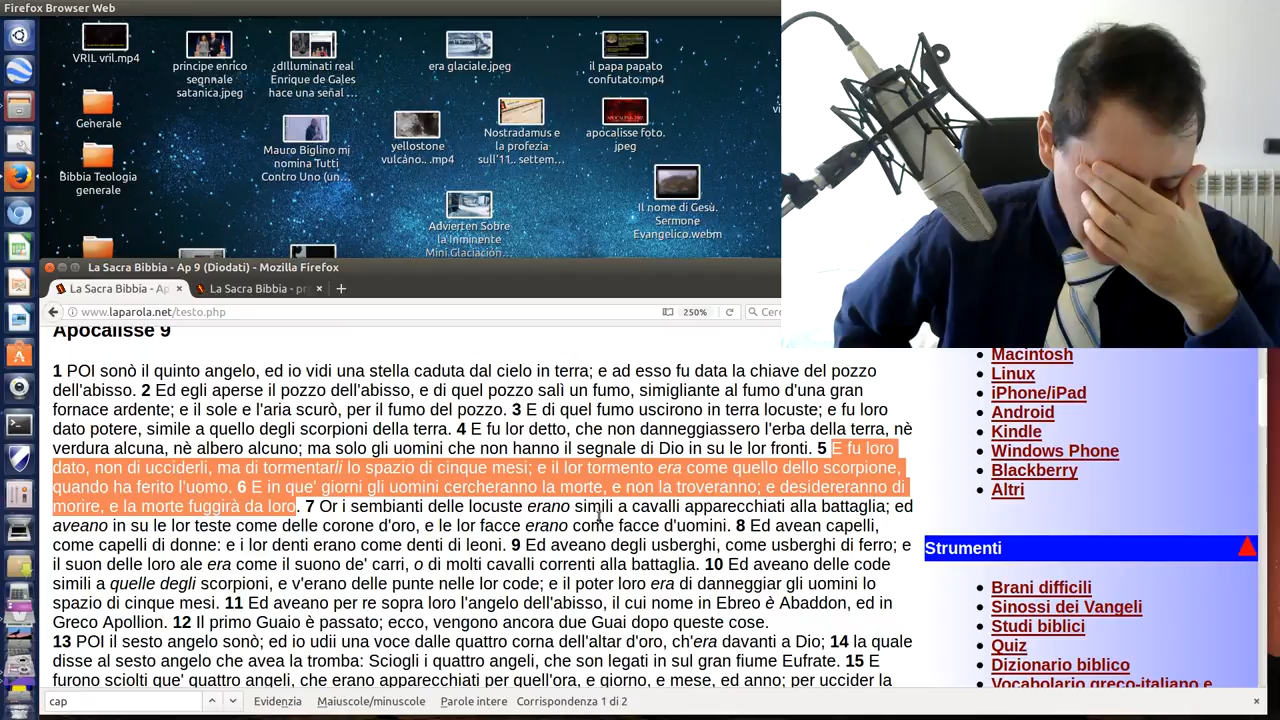 Firefox Browser Web
VRIL vril.mp4
principe enrico
segnnale
satanica.jpeg
¿dIlluminati real
Enrique de Gales
hace una señal ...
era glaciale.jpeg
il papa papato
confutato:mp4
Generale
Mauro Biglino mi
nomina Tutti
Contro Uno (un...
yellostone
vulcáno.. .mp4
Nostradamus e
la profezia
sull'11.. settem...
apocalisse foto.
jpeg
Bibbia Teologia
generale
Advierten Sobre
la Inminente
Mini Glaciación...
Il nome di Gesù.
Sermone
Evangelico.webm
La Sacra Bibbia - Ap 9 (Diodati) - Mozilla Firefox
La Sacra Bibbia - Ap
×
La Sacra Bibbia - pr
×
+
www.laparola.net/testo.php
250%
Cerc
Apocalisse 9
1 POI sonò il quinto angelo, ed io vidi una stella caduta dal cielo in terra; e ad esso fu data la chiave del pozzo
dell'abisso. 2 Ed egli aperse il pozzo dell'abisso, e di quel pozzo salì un fumo, simigliante al fumo d'una gran
fornace ardente; e il sole e l'aria scurò, per il fumo del pozzo. 3 E di quel fumo uscirono in terra locuste; e fu loro
dato potere, simile a quello degli scorpioni della terra. 4 E fu lor detto, che non danneggiassero l'erba della terra, nè
verdura alcuna, nè albero alcuno; ma solo gli uomini che non hanno il segnale di Dio in su le lor fronti. 5 E fu loro
dato, non di ucciderli, ma di tormentarli lo spazio di cinque mesi; e il lor tormento era come quello dello scorpione,
quando ha ferito l'uomo. 6 E in que' giorni gli uomini cercheranno la morte, e non la troveranno; e desidereranno di
morire, e la morte fuggirà da loro. 7 Or i sembianti delle locuste erano simili a cavalli apparecchiati alla battaglia; ed
aveano in su le lor teste come delle corone d'oro, e le lor facce erano come facce d'uomini. 8 Ed avean capelli,
come capelli di donne: e i lor denti erano come denti di leoni. 9 Ed aveano degli usberghi, come usberghi di ferro; e
il suon delle loro ale era come il suono de' carri, o di molti cavalli correnti alla battaglia. 10 Ed aveano delle code
simili a quelle degli scorpioni, e v'erano delle punte nelle lor code; e il poter loro era di danneggiar gli uomini lo
spazio di cinque mesi. 11 Ed aveano per re sopra loro l'angelo dell'abisso, il cui nome in Ebreo è Abaddon, ed in
Greco Apollion. 12 Il primo Guaio è passato; ecco, vengono ancora due Guai dopo queste cose.
13 POI il sesto angelo sonò; ed io udii una voce dalle quattro corna dell'altar d'oro, ch'era davanti a Dio; 14 la quale
disse al sesto angelo che avea la tromba: Sciogli i quattro angeli, che son legati in sul gran fiume Eufrate. 15 E
furono sciolti que' quattro angeli, che erano apparecchiati per quell'ora, e giorno, e mese, ed anno; per uccider la
Macintosh
Linux
iPhone/iPad
Android
Kindle
Windows Phone
Blackberry
Altri
Strumenti
Brani difficili
Sinossi dei Vangeli
Studi biblici
Quiz
Dizionario biblico
Vocabolario greco-italiano e
cap
Evidenzia
Maiuscole/minuscole
Parole intere
Corrispondenza 1 di 2
×